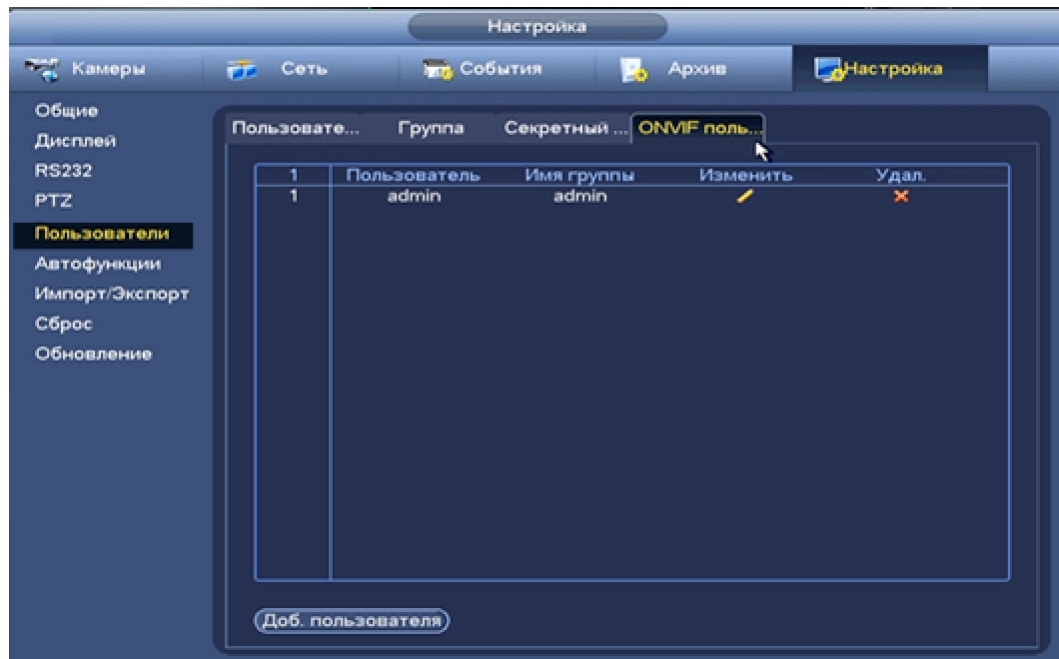 Настройка
Камеры Сеть События Архив Настройка
Общие
Дисплей
RS232
PTZ
Пользователи
Автофункции
Импорт/Экспорт
Сброс
Обновление
Пользовате... Группа Секретный ... ONVIF поль...
1 Пользователь Имя группы Изменить Удал.
1 admin admin
Доб. пользователя